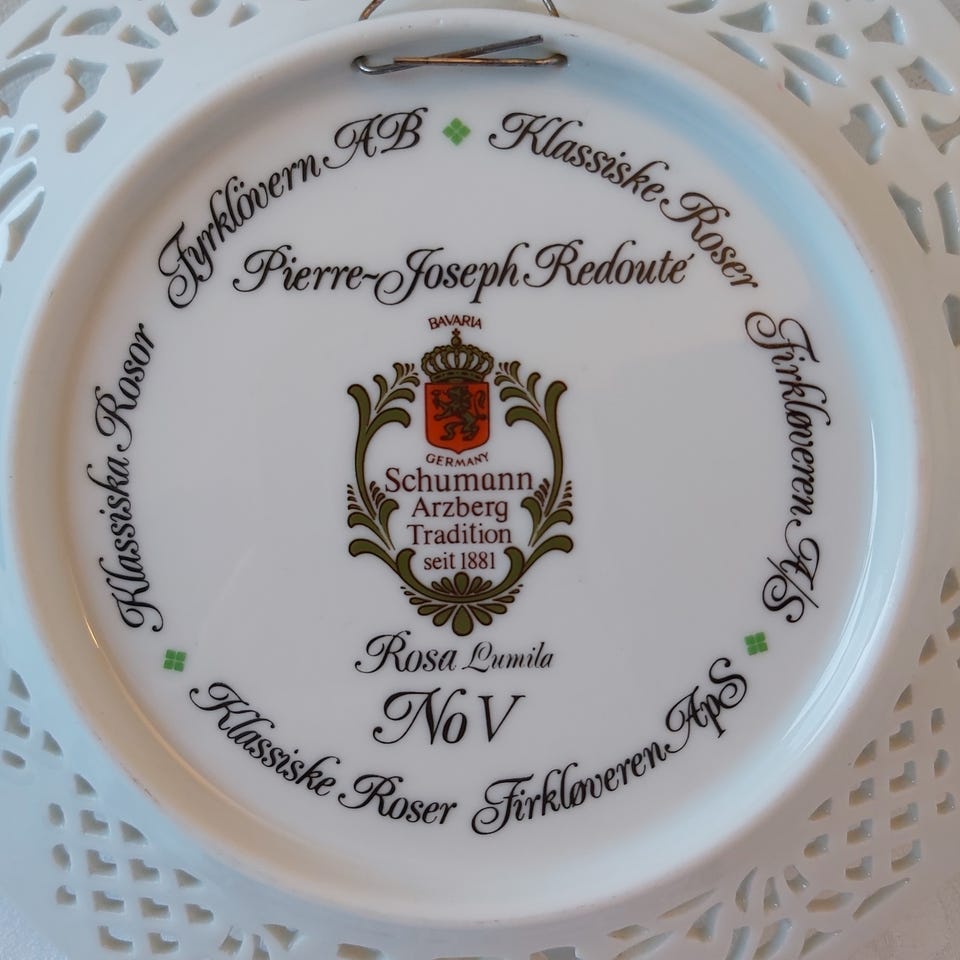 Klassiska Rosor Fyrklövern AB
Klassiske Roser Firkløveren A/S
Klassiske Roser Firkløveren ApS
Pierre-Joseph Redouté
BAVARIA
GERMANY
Schumann
Arzberg
Tradition
seit 1881
Rosa Lumila
No V